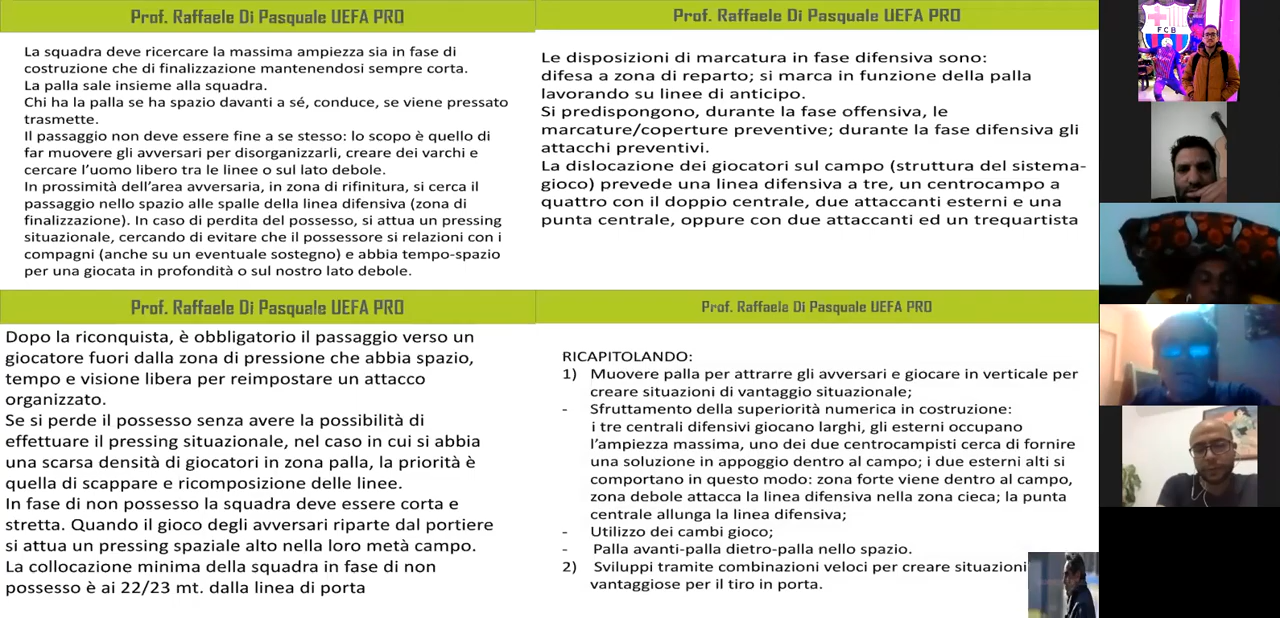 Prof. Raffaele Di Pasquale UEFA PRO
La squadra deve ricercare la massima ampiezza sia in fase di
costruzione che di finalizzazione mantenendosi sempre corta.
La palla sale insieme alla squadra.
Chi ha la palla se ha spazio davanti a sé, conduce, se viene pressato
trasmette.
Il passaggio non deve essere fine a se stesso: lo scopo è quello di
far muovere gli avversari per disorganizzarli, creare dei varchi e
cercare l'uomo libero tra le linee o sul lato debole.
In prossimità dell'area avversaria, in zona di rifinitura, si cerca il
passaggio nello spazio alle spalle della linea difensiva (zona di
finalizzazione). In caso di perdita del possesso, si attua un pressing
situazionale, cercando di evitare che il possessore si relazioni con i
compagni (anche su un eventuale sostegno) e abbia tempo-spazio
per una giocata in profondità o sul nostro lato debole.
Prof. Raffaele Di Pasquale UEFA PRO
Le disposizioni di marcatura in fase difensiva sono:
difesa a zona di reparto; si marca in funzione della palla
lavorando su linee di anticipo.
Si predispongono, durante la fase offensiva, le
marcature/coperture preventive; durante la fase difensiva gli
attacchi preventivi.
La dislocazione dei giocatori sul campo (struttura del sistema-
gioco) prevede una linea difensiva a tre, un centrocampo a
quattro con il doppio centrale, due attaccanti esterni e una
punta centrale, oppure con due attaccanti ed un trequartista
Prof. Raffaele Di Pasquale UEFA PRO
Dopo la riconquista, è obbligatorio il passaggio verso un
giocatore fuori dalla zona di pressione che abbia spazio,
tempo e visione libera per reimpostare un attacco
organizzato.
Se si perde il possesso senza avere la possibilità di
effettuare il pressing situazionale, nel caso in cui si abbia
una scarsa densità di giocatori in zona palla, la priorità è
quella di scappare e ricomposizione delle linee.
In fase di non possesso la squadra deve essere corta e
stretta. Quando il gioco degli avversari riparte dal portiere
si attua un pressing spaziale alto nella loro metà campo.
La collocazione minima della squadra in fase di non
possesso è ai 22/23 mt. dalla linea di porta
Prof. Raffaele Di Pasquale UEFA PRO
RICAPITOLANDO:
1) Muovere palla per attrarre gli avversari e giocare in verticale per
creare situazioni di vantaggio situazionale;
- Sfruttamento della superiorità numerica in costruzione:
i tre centrali difensivi giocano larghi, gli esterni occupano
l'ampiezza massima, uno dei due centrocampisti cerca di fornire
una soluzione in appoggio dentro al campo; i due esterni alti si
comportano in questo modo: zona forte viene dentro al campo,
zona debole attacca la linea difensiva nella zona cieca; la punta
centrale allunga la linea difensiva;
- Utilizzo dei cambi gioco;
- Palla avanti-palla dietro-palla nello spazio.
2) Sviluppi tramite combinazioni veloci per creare situazioni
vantaggiose per il tiro in porta.
FCB